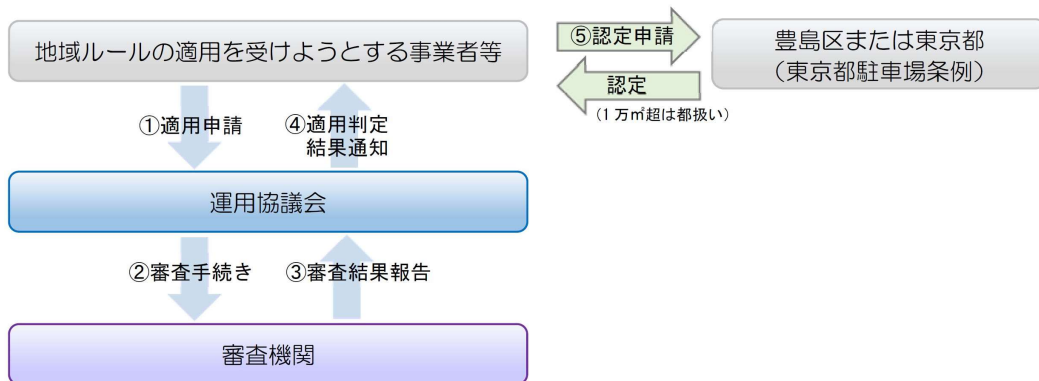 地域ルールの適用を受けようとする事業者等
⑤認定申請
認定
(1万㎡超は都扱い)
豊島区または東京都
(東京都駐車場条例)
①適用申請
④適用判定
結果通知
運用協議会
②審査手続き
③審査結果報告
審査機関